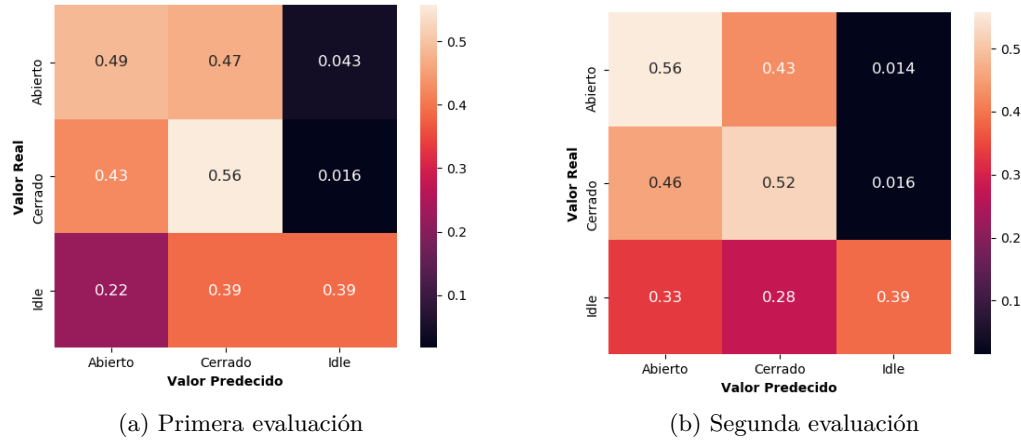 0.49 0.47 0.043
0.43 0.56 0.016
0.22 0.39 0.39
Abierto
Cerrado
Idle
Valor Real
Abierto Cerrado Idle
Valor Predecido
0.5
0.4
0.3
0.2
0.1
(a) Primera evaluación
0.56 0.43 0.014
0.46 0.52 0.016
0.33 0.28 0.39
Abierto
Cerrado
Idle
Valor Real
Abierto Cerrado Idle
Valor Predecido
0.5
0.4
0.3
0.2
0.1
(b) Segunda evaluación